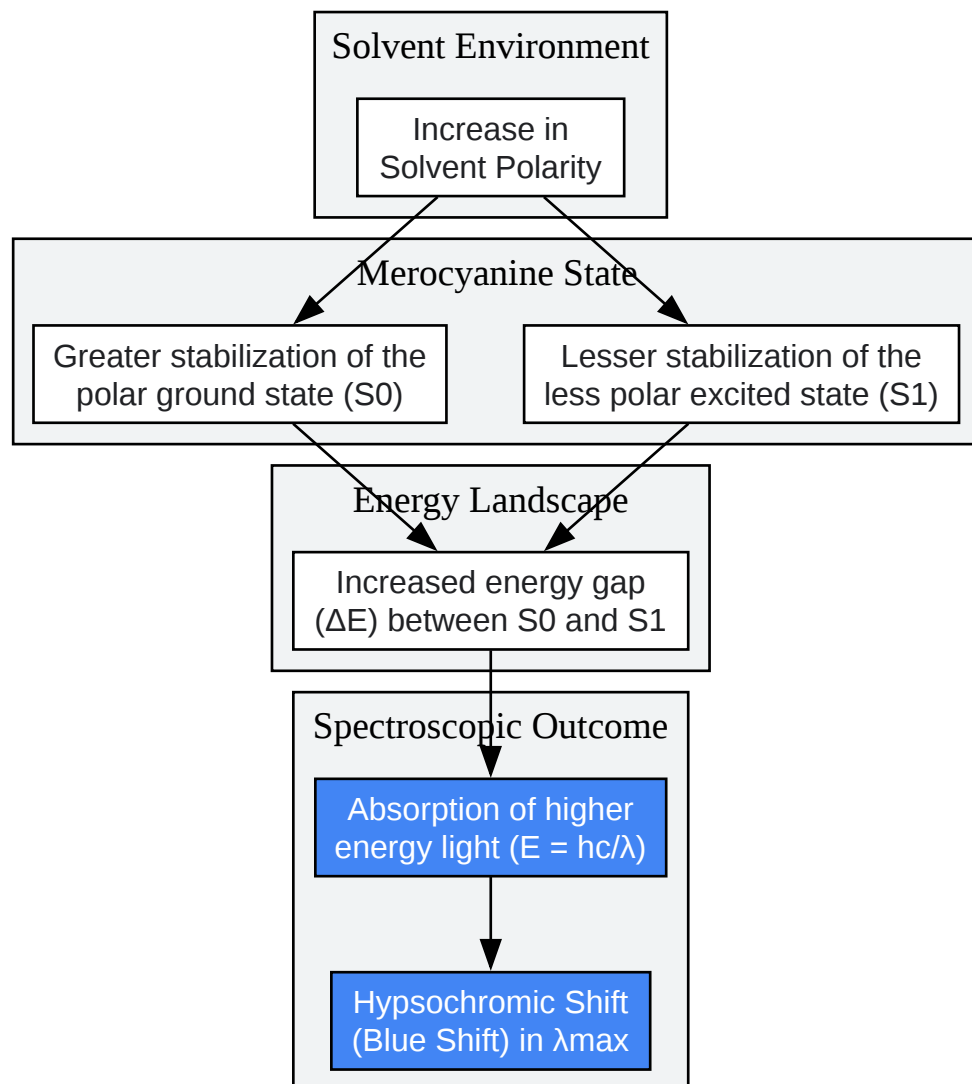 Solvent Environment
Increase in
Solvent Polarity
Merocyanine State
Greater stabilization of the
polar ground state (S0)
Lesser stabilization of the
less polar excited state (S1)
Energy Landscape
Increased energy gap
(ΔE) between S0 and S1
Spectroscopic Outcome
Absorption of higher
energy light (E = hc/λ)
Hypsochromic Shift
(Blue Shift) in λmax